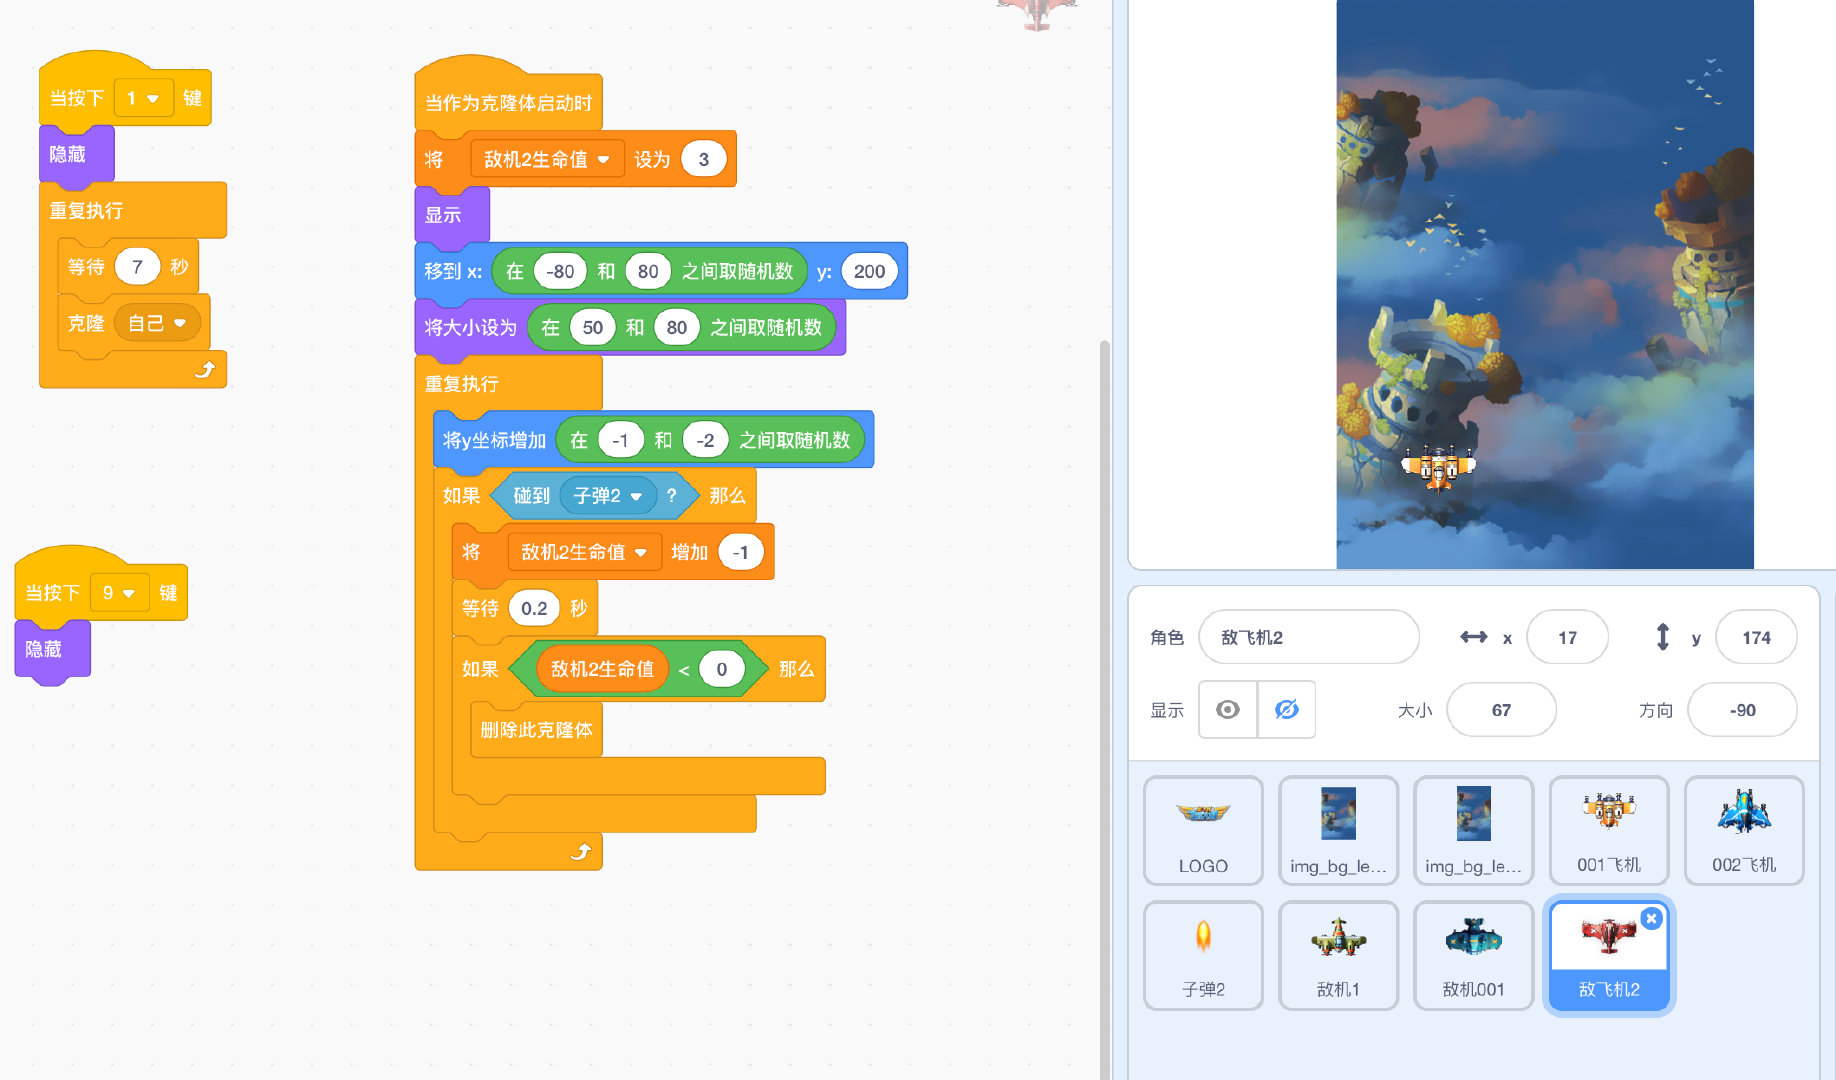 当按下 1 键
隐藏
重复执行
等待 7 秒
克隆 自己
当按下 9 键
隐藏
当作为克隆体启动时
将 敌机2生命值 设为 3
显示
移到 x: 在 -80 和 80 之间取随机数 y: 200
将大小设为 在 50 和 80 之间取随机数
重复执行
将y坐标增加 在 -1 和 -2 之间取随机数
如果 碰到 子弹2 ? 那么
将 敌机2生命值 增加 -1
等待 0.2 秒
如果 敌机2生命值 < 0 那么
删除此克隆体
角色 敌飞机2 x 17 y 174
显示 大小 67 方向 -90
LOGO
img_bg_le...
img_bg_le...
001飞机
002飞机
子弹2
敌机1
敌机001
敌飞机2